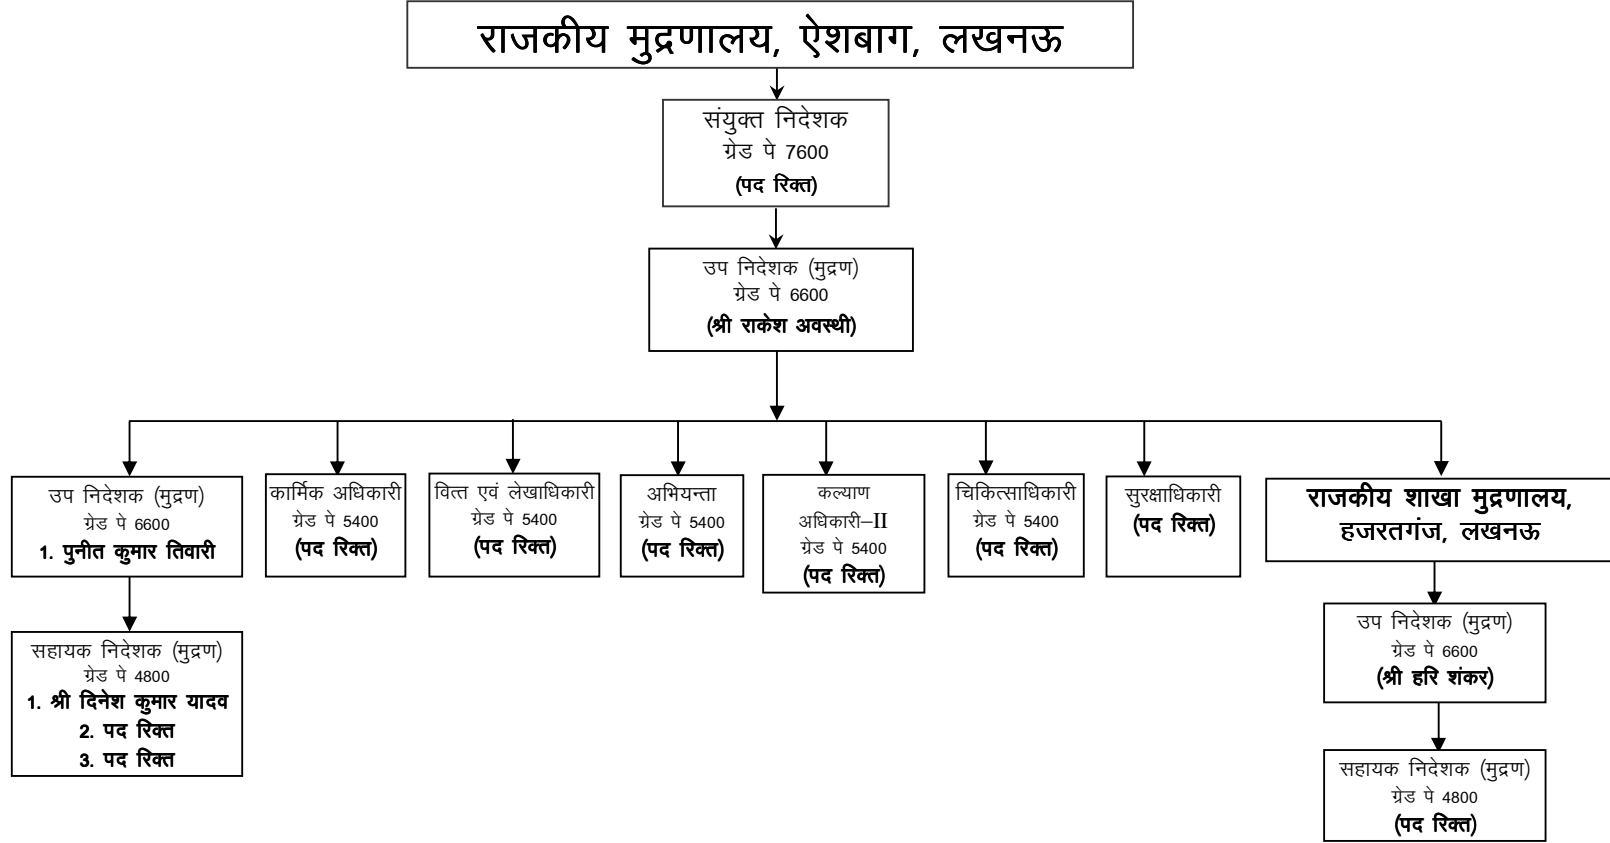 राजकीय मुद्रणालय, ऐशबाग, लखनऊ
संयुक्त निदेशक
ग्रेड पे 7600
(पद रिक्त)
उप निदेशक (मुद्रण)
ग्रेड पे 6600
(श्री राकेश अवस्थी)
उप निदेशक (मुद्रण)
ग्रेड पे 6600
1. पुनीत कुमार तिवारी
कार्मिक अधिकारी
ग्रेड पे 5400
(पद रिक्त)
वित्त एवं लेखाधिकारी
ग्रेड पे 5400
(पद रिक्त)
अभियन्ता
ग्रेड पे 5400
(पद रिक्त)
कल्याण
अधिकारी–II
ग्रेड पे 5400
(पद रिक्त)
चिकित्साधिकारी
ग्रेड पे 5400
(पद रिक्त)
सुरक्षाधिकारी
(पद रिक्त)
राजकीय शाखा मुद्रणालय,
हजरतगंज, लखनऊ
सहायक निदेशक (मुद्रण)
ग्रेड पे 4800
1. श्री दिनेश कुमार यादव
2. पद रिक्त
3. पद रिक्त
उप निदेशक (मुद्रण)
ग्रेड पे 6600
(श्री हरि शंकर)
सहायक निदेशक (मुद्रण)
ग्रेड पे 4800
(पद रिक्त)